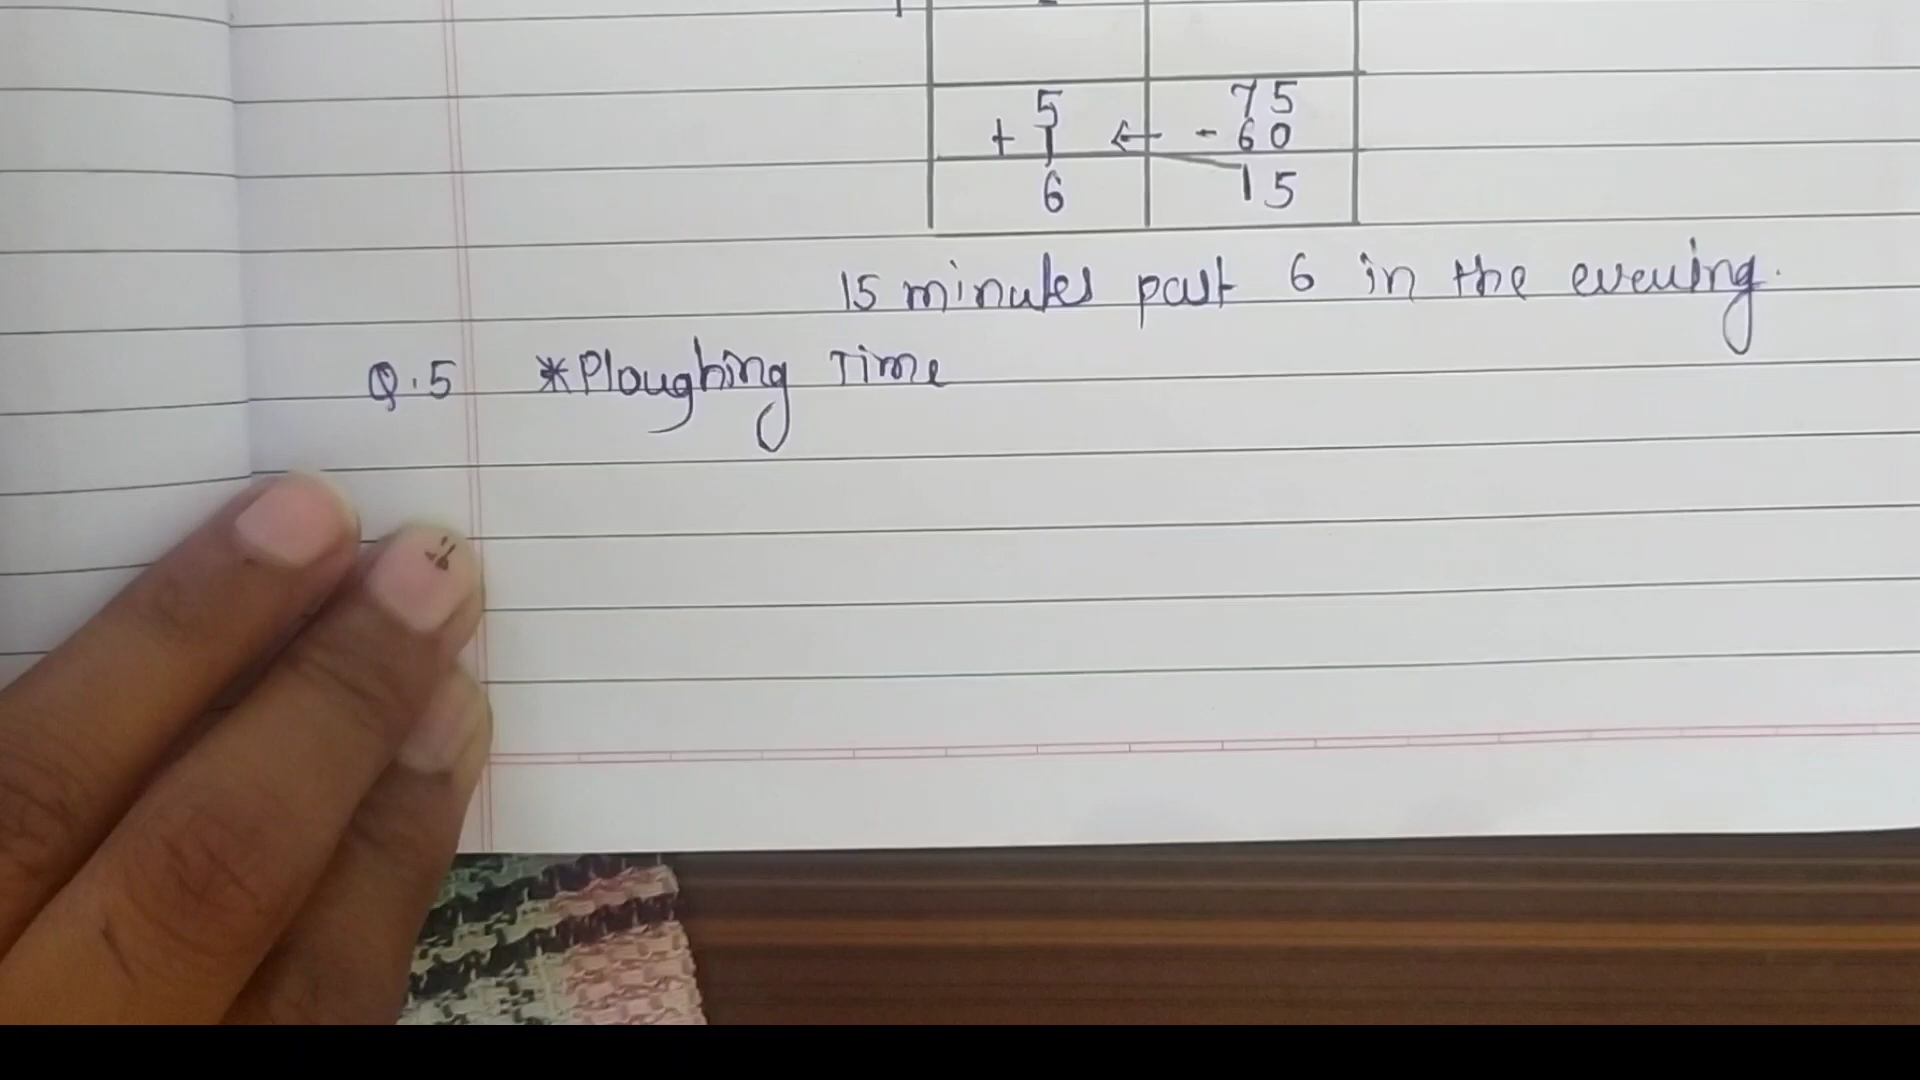 5 75
+ 1 ← - 60
6 15
15 minutes past 6 in the evening.
Q.5 *Ploughing Time